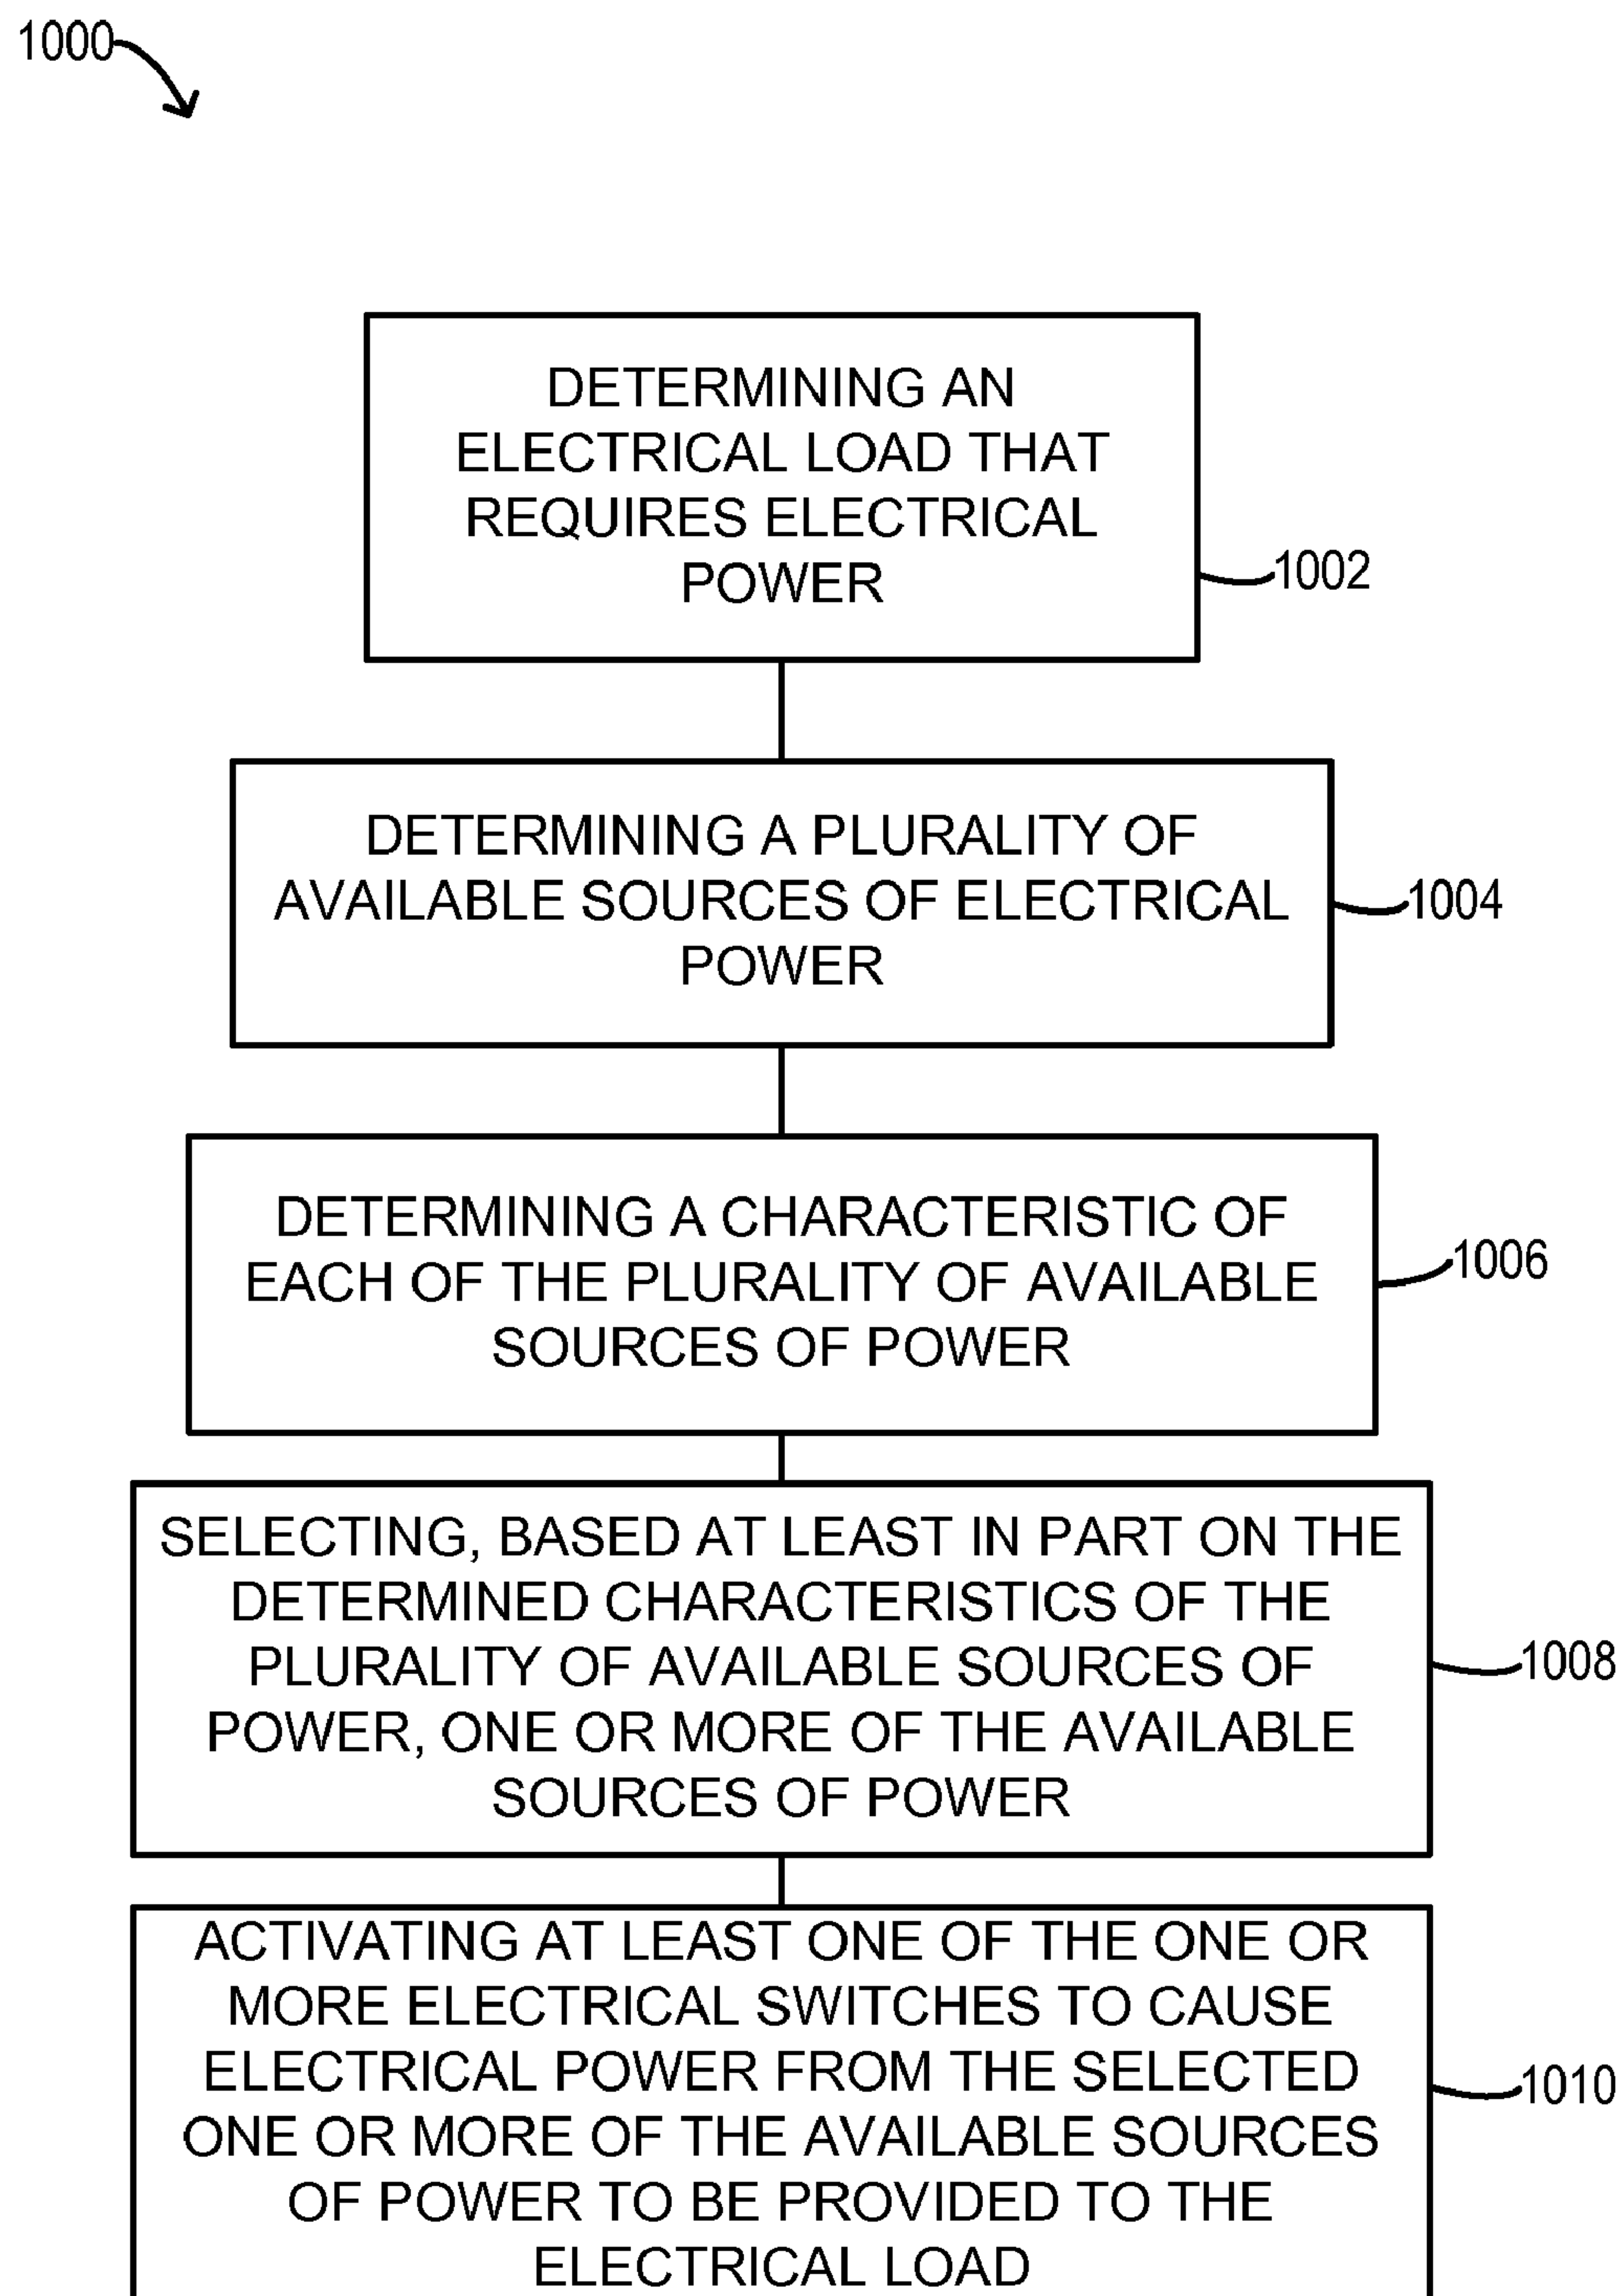 1000
DETERMINING AN
ELECTRICAL LOAD THAT
REQUIRES ELECTRICAL
POWER
1002
DETERMINING A PLURALITY OF
AVAILABLE SOURCES OF ELECTRICAL
POWER
1004
DETERMINING A CHARACTERISTIC OF
EACH OF THE PLURALITY OF AVAILABLE
SOURCES OF POWER
1006
SELECTING, BASED AT LEAST IN PART ON THE
DETERMINED CHARACTERISTICS OF THE
PLURALITY OF AVAILABLE SOURCES OF
POWER, ONE OR MORE OF THE AVAILABLE
SOURCES OF POWER
1008
ACTIVATING AT LEAST ONE OF THE ONE OR
MORE ELECTRICAL SWITCHES TO CAUSE
ELECTRICAL POWER FROM THE SELECTED
ONE OR MORE OF THE AVAILABLE SOURCES
OF POWER TO BE PROVIDED TO THE
ELECTRICAL LOAD
1010